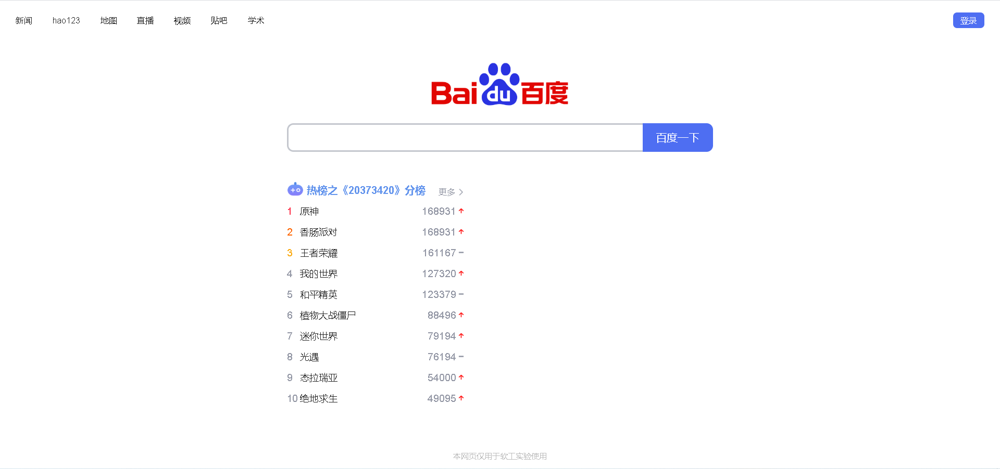 新闻 hao123 地图 直播 视频 贴吧 学术 登录
Bai du 百度
百度一下
热榜之《20373420》分榜 更多
1 原神 168931
2 香肠派对 168931
3 王者荣耀 161167
4 我的世界 127320
5 和平精英 123379
6 植物大战僵尸 88496
7 迷你世界 79194
8 光遇 76194
9 泰拉瑞亚 54000
10 绝地求生 49095
本网页仅用于软工实验使用